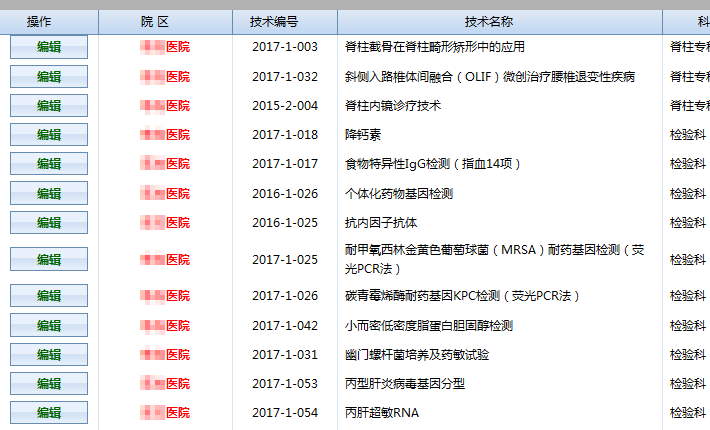 操作 院 区 技术编号 技术名称 科
编辑 医院 2017-1-003 脊柱截骨在脊柱畸形矫形中的应用 脊柱专科
编辑 医院 2017-1-032 斜侧入路椎体间融合（OLIF）微创治疗腰椎退变性疾病 脊柱专科
编辑 医院 2015-2-004 脊柱内镜诊疗技术 脊柱专科
编辑 医院 2017-1-018 降钙素 检验科
编辑 医院 2017-1-017 食物特异性IgG检测（指血14项） 检验科
编辑 医院 2016-1-026 个体化药物基因检测 检验科
编辑 医院 2016-1-025 抗内因子抗体 检验科
编辑 医院 2017-1-025 耐甲氧西林金黄色葡萄球菌（MRSA）耐药基因检测（荧 检验科
光PCR法）
编辑 医院 2017-1-026 碳青霉烯酶耐药基因KPC检测（荧光PCR法） 检验科
编辑 医院 2017-1-042 小而密低密度脂蛋白胆固醇检测 检验科
编辑 医院 2017-1-031 幽门螺杆菌培养及药敏试验 检验科
编辑 医院 2017-1-053 丙型肝炎病毒基因分型 检验科
编辑 医院 2017-1-054 丙肝超敏RNA 检验科